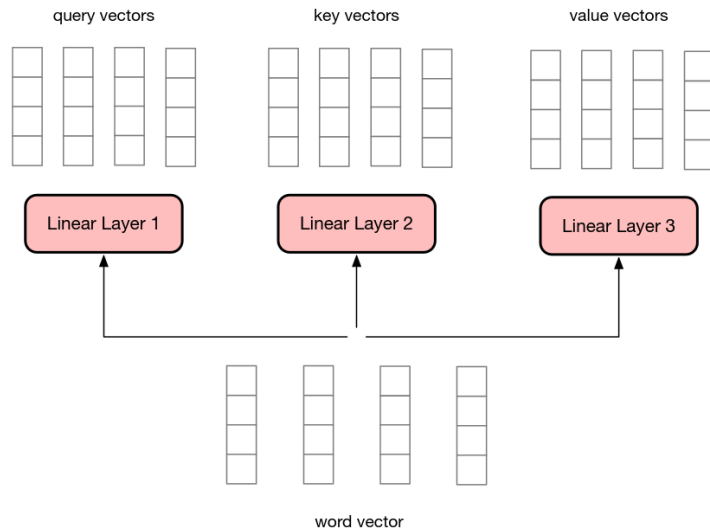 query vectors
key vectors
value vectors
Linear Layer 1
Linear Layer 2
Linear Layer 3
word vector